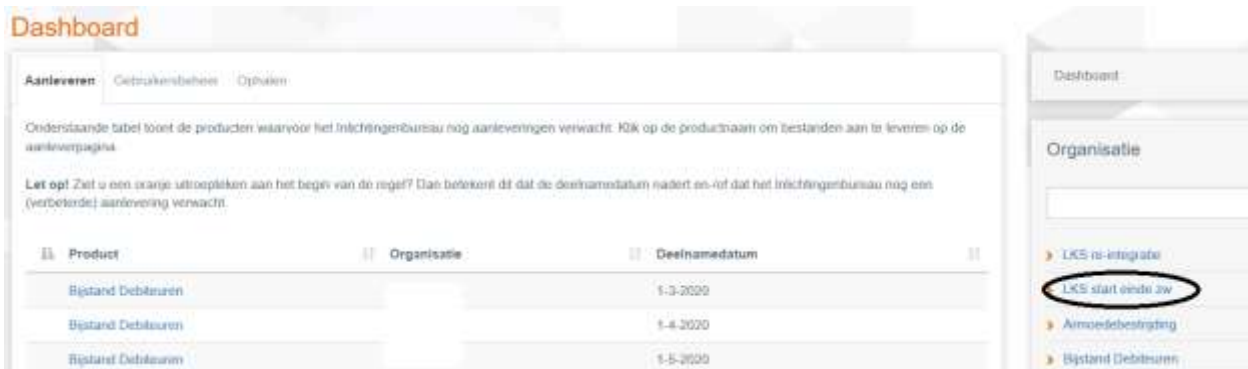 Dashboard
Aanleveren Gebruikersbeheer Ophalen
Onderstaande tabel toont de producten waarvoor het Inlichtingenbureau nog aanleveringen verwacht. Klik op de productnaam om bestanden aan te leveren op de
aanleverpagina.
Let op! Ziet u een oranje uitroepteken aan het begin van de regel? Dan betekent dit dat de deelnamedatum nadert en-/of dat het Inlichtingenbureau nog een
(verbeterde) aanlevering verwacht.
Product Organisatie Deelnamedatum
Bijstand Debiteuren 1-3-2020
Bijstand Debiteuren 1-4-2020
Bijstand Debiteuren 1-5-2020
Dashboard
Organisatie
LKS re-integratie
LKS start einde zw
Armoedebestrijding
Bijstand Debiteuren